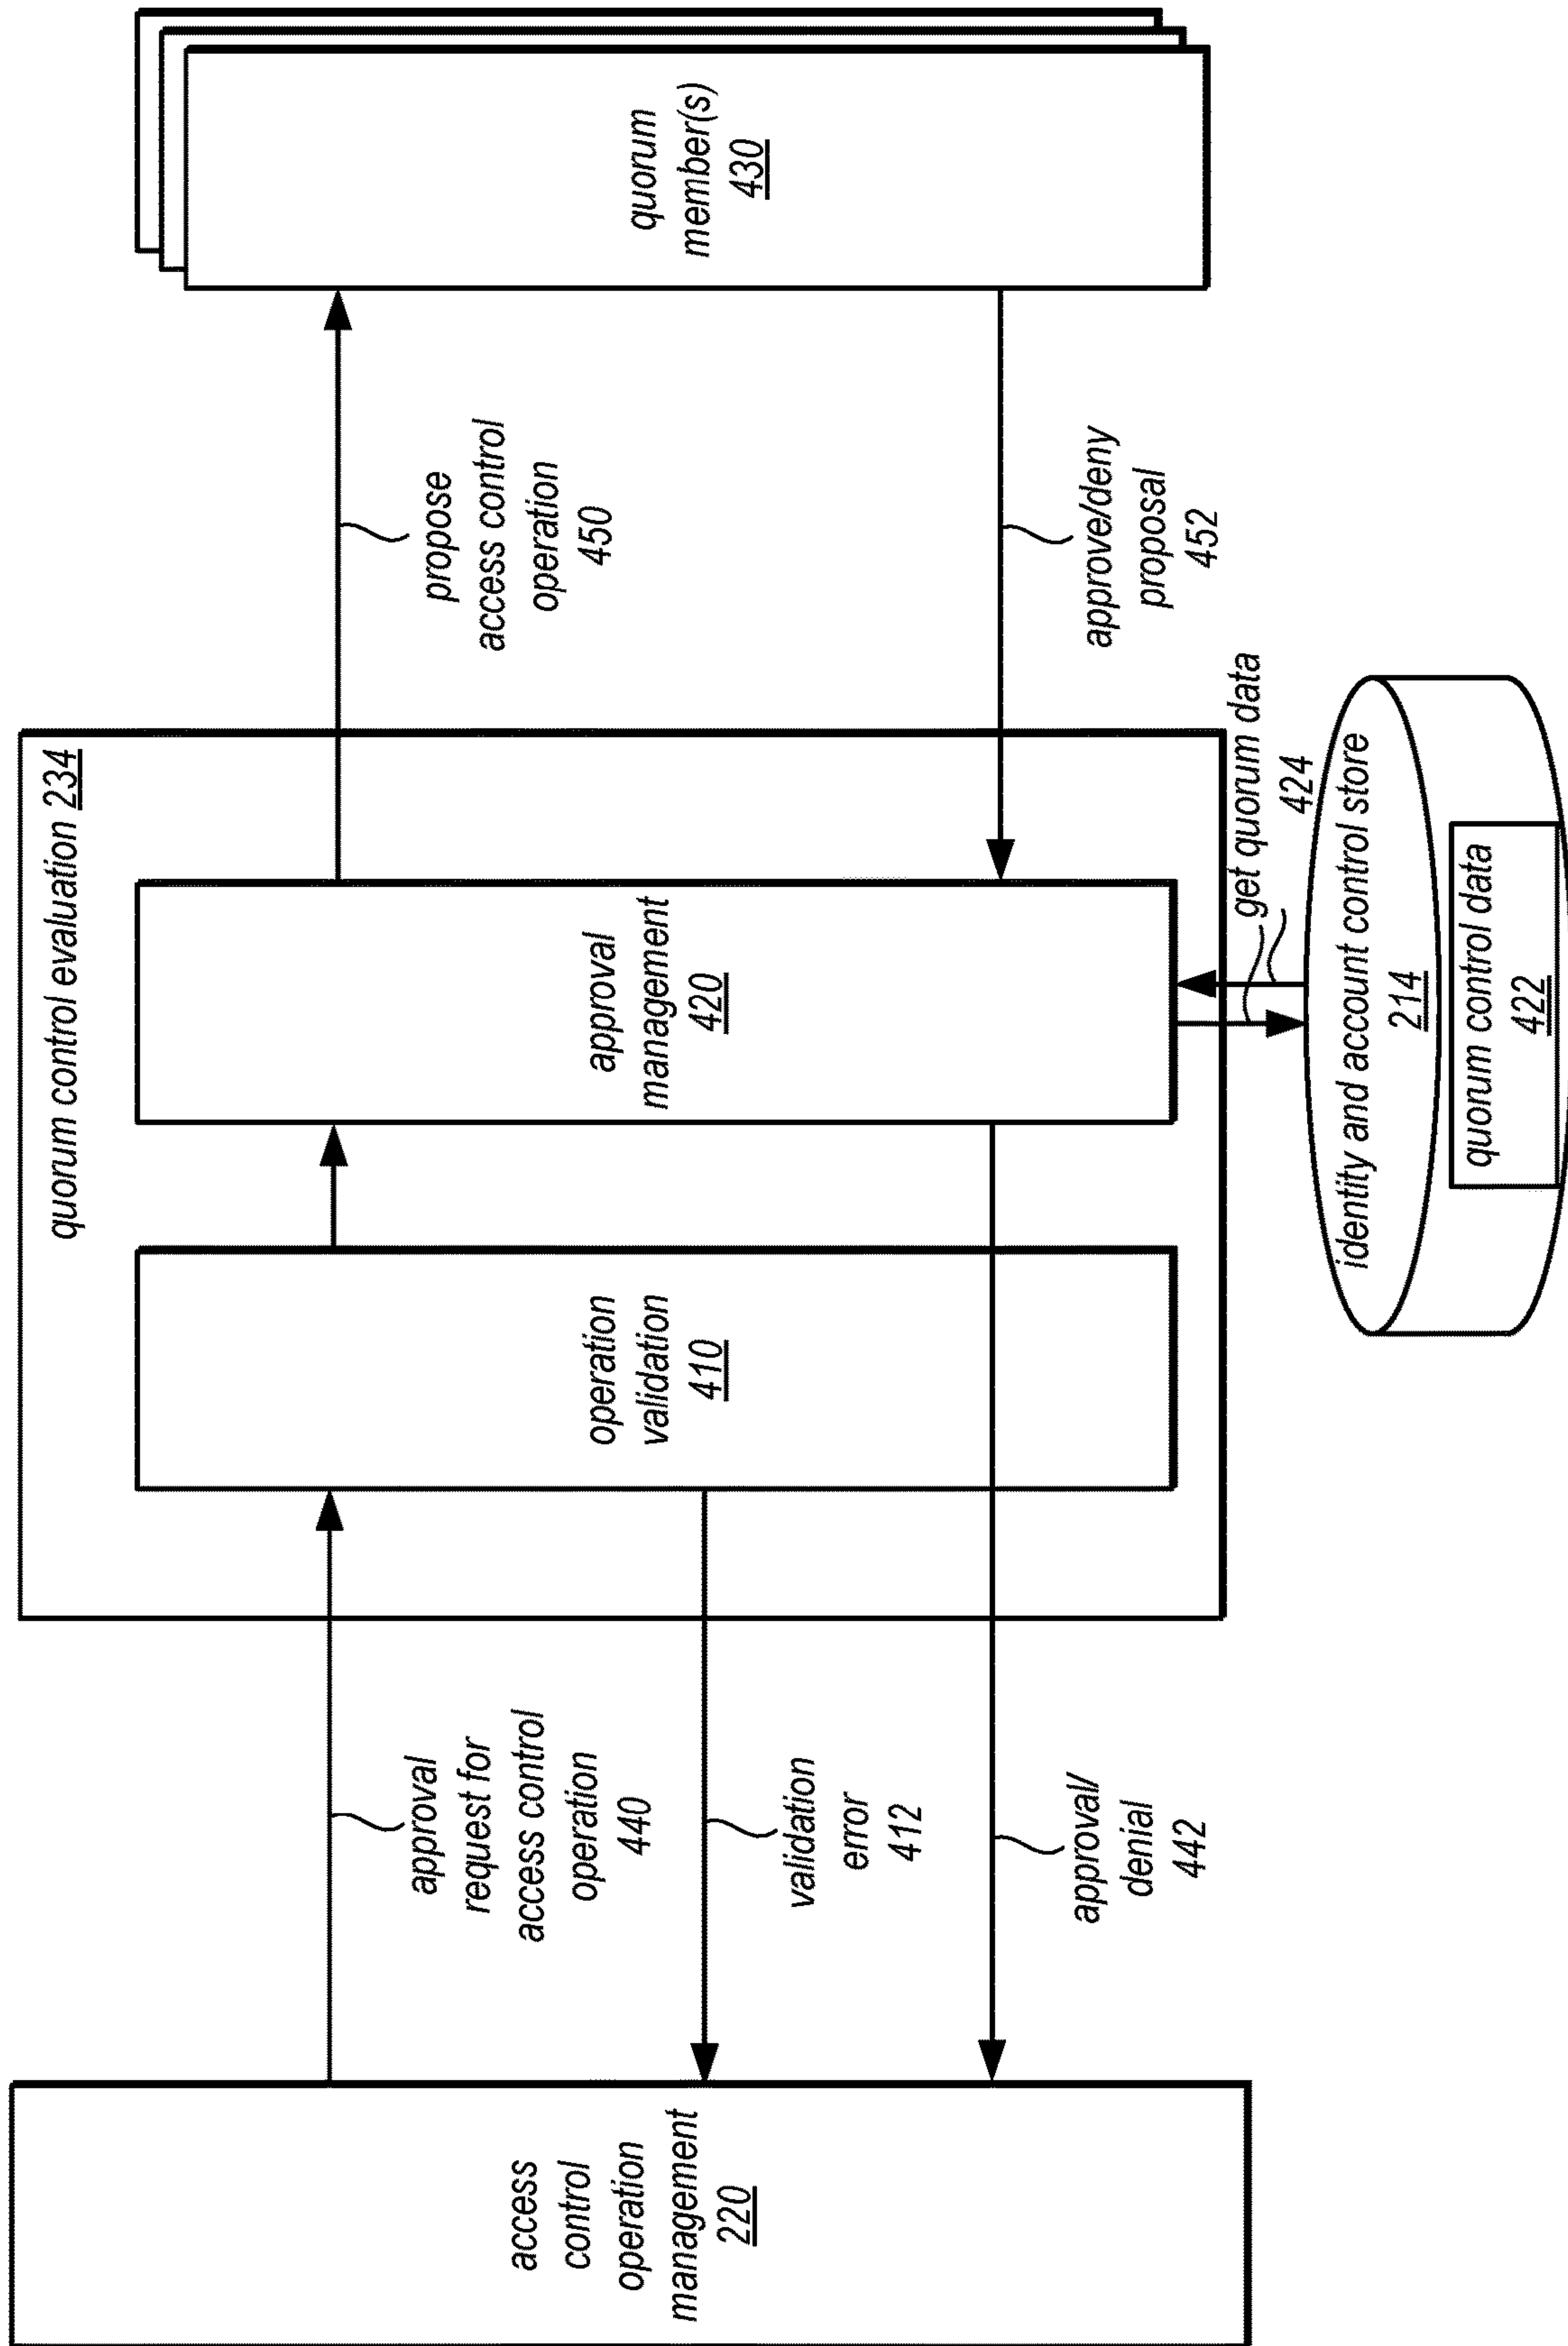 quorum control evaluation 234
access
control
operation
management
220
approval
request for
access control
operation
440
validation
error
412
approval/
denial
442
operation
validation
410
approval
management
420
propose
access control
operation
450
approve/deny
proposal
452
quorum
member(s)
430
get quorum data
424
identity and account control store
214
quorum control data
422